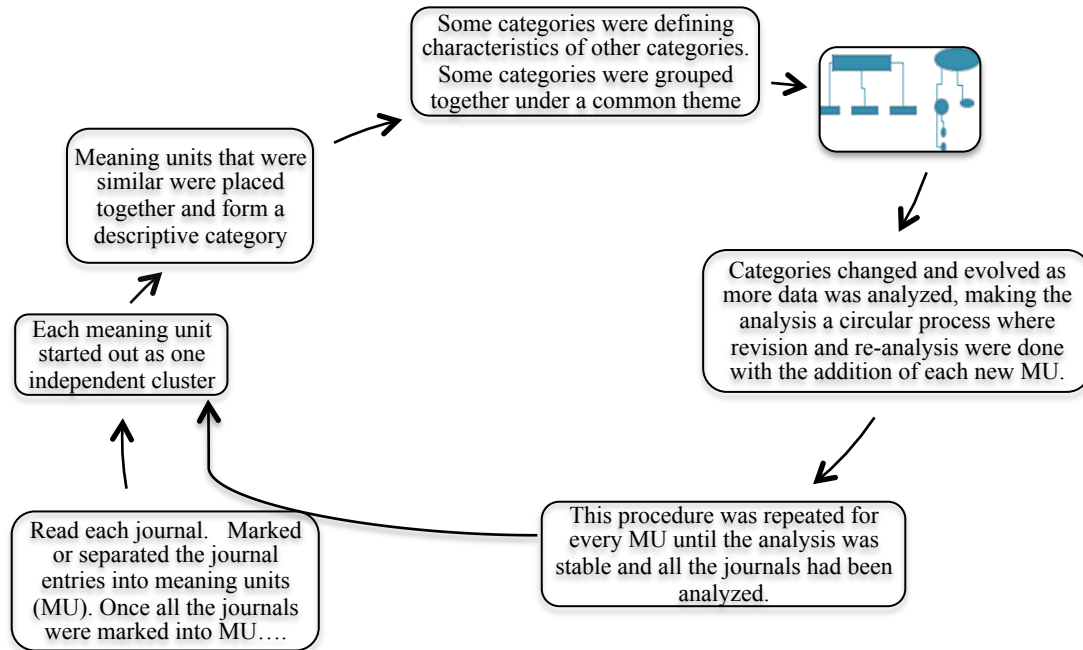 Some categories were defining
characteristics of other categories.
Some categories were grouped
together under a common theme
Meaning units that were
similar were placed
together and form a
descriptive category
Categories changed and evolved as
more data was analyzed, making the
analysis a circular process where
revision and re-analysis were done
with the addition of each new MU.
Each meaning unit
started out as one
independent cluster
Read each journal.   Marked
or separated the journal
entries into meaning units
(MU). Once all the journals
were marked into MU….
This procedure was repeated for
every MU until the analysis was
stable and all the journals had been
analyzed.